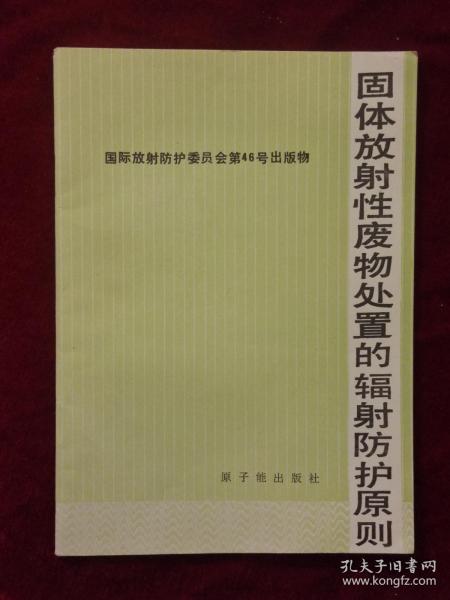 国际放射防护委员会第46号出版物
固体放射性废物处置的辐射防护原则
原子能出版社
孔夫子旧书网
www.kongfz.com